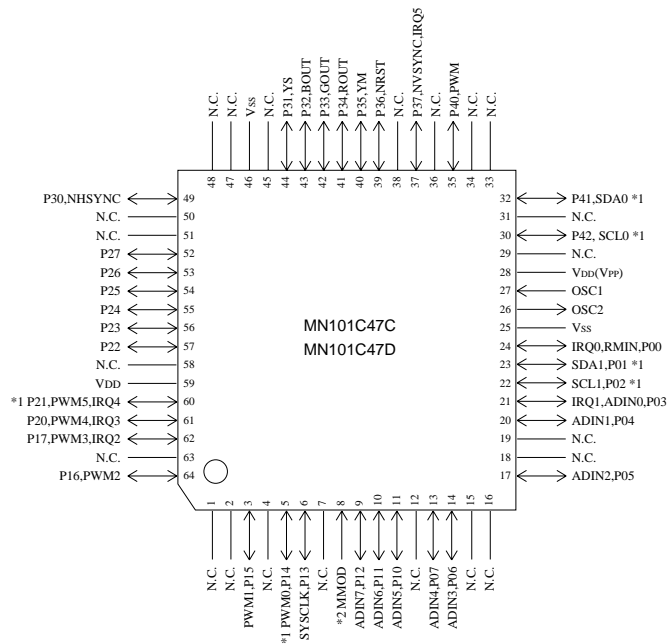 N.C.
N.C.
Vss
N.C.
P31,YS
P32,BOUT
P33,GOUT
P34,ROUT
P35,YM
P36,NRST
N.C.
P37,NVSYNC,IRQ5
N.C.
P40,PWM
N.C.
N.C.
48
47
46
45
44
43
42
41
40
39
38
37
36
35
34
33
P30,NHSYNC 49
N.C. 50
N.C. 51
P27 52
P26 53
P25 54
P24 55
P23 56
P22 57
N.C. 58
VDD 59
*1 P21,PWM5,IRQ4 60
P20,PWM4,IRQ3 61
P17,PWM3,IRQ2 62
N.C. 63
P16,PWM2 64
MN101C47C
MN101C47D
32 P41,SDA0 *1
31 N.C.
30 P42, SCL0 *1
29 N.C.
28 VDD(VPP)
27 OSC1
26 OSC2
25 Vss
24 IRQ0,RMIN,P00
23 SDA1,P01 *1
22 SCL1,P02 *1
21 IRQ1,ADIN0,P03
20 ADIN1,P04
19 N.C.
18 N.C.
17 ADIN2,P05
1
2
3
4
5
6
7
8
9
10
11
12
13
14
15
16
N.C.
N.C.
PWM1,P15
N.C.
*1 PWM0,P14
SYSCLK,P13
N.C.
*2 MMOD
ADIN7,P12
ADIN6,P11
ADIN5,P10
N.C.
ADIN4,P07
ADIN3,P06
N.C.
N.C.